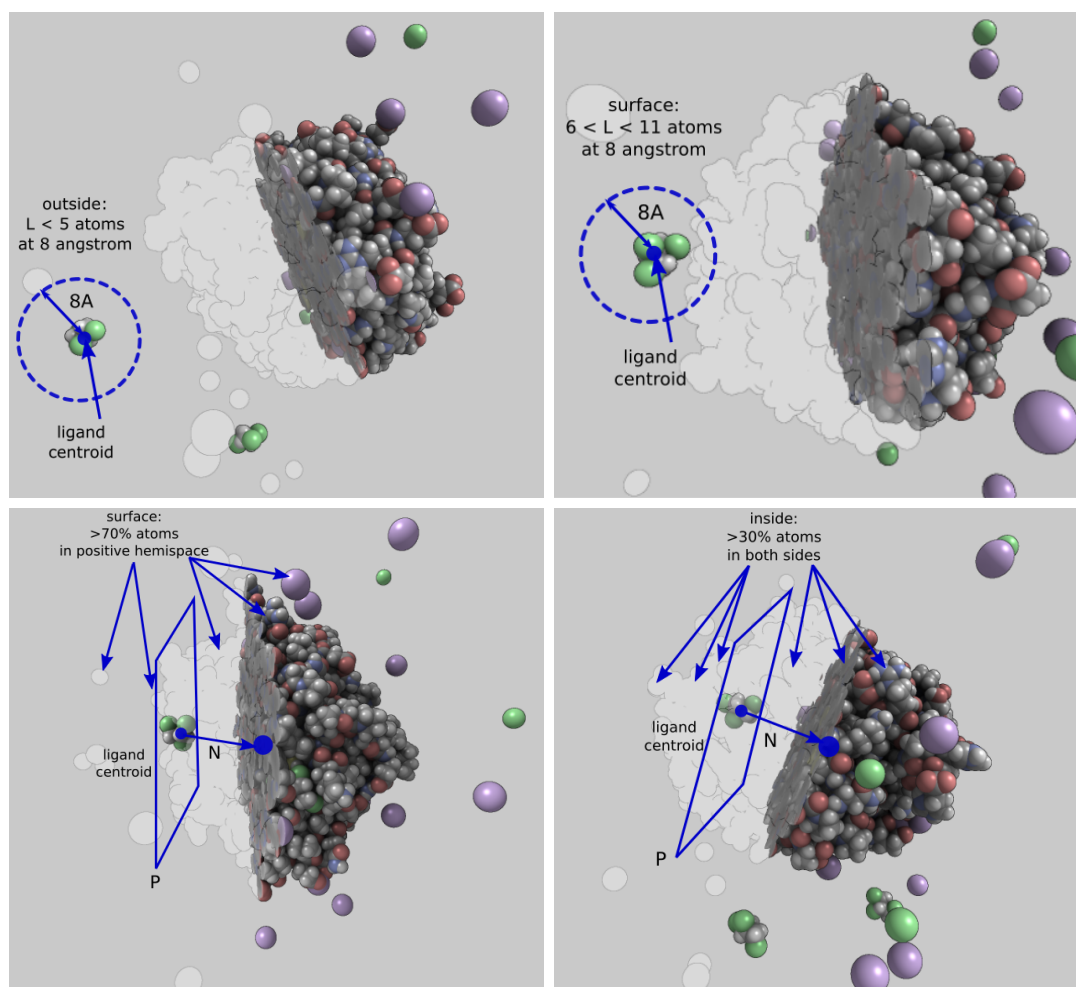 outside:
L < 5 atoms
at 8 angstrom
8A
ligand
centroid
surface:
6 < L < 11 atoms
at 8 angstrom
8A
ligand
centroid
surface:
>70% atoms
in positive hemispace
ligand
centroid
N
P
inside:
>30% atoms
in both sides
ligand
centroid
N
P